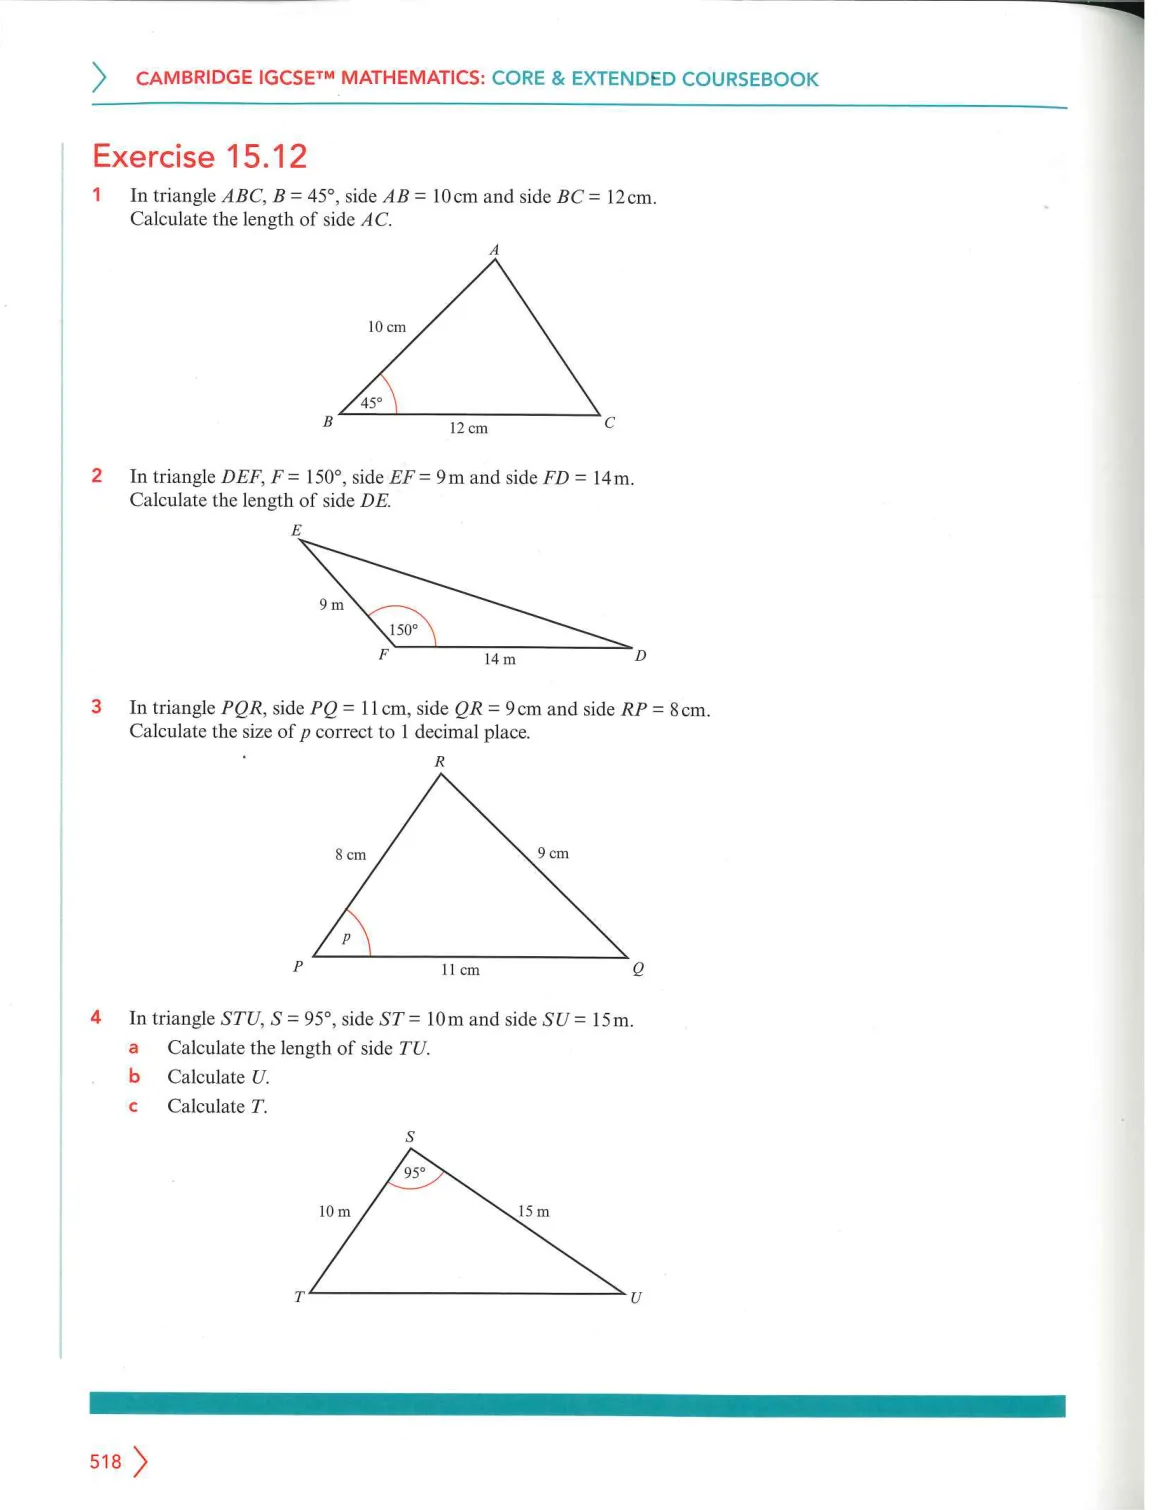 CAMBRIDGE IGCSE™ MATHEMATICS: CORE & EXTENDED COURSEBOOK
Exercise 15.12
1 In triangle ABC, B = 45°, side AB = 10 cm and side BC = 12 cm.
Calculate the length of side AC.
A
10 cm
45°
B
12 cm
C
2 In triangle DEF, F = 150°, side EF = 9 m and side FD = 14 m.
Calculate the length of side DE.
E
9 m
150°
F
14 m
D
3 In triangle PQR, side PQ = 11 cm, side QR = 9 cm and side RP = 8 cm.
Calculate the size of p correct to 1 decimal place.
R
8 cm
9 cm
p
P
11 cm
Q
4 In triangle STU, S = 95°, side ST = 10 m and side SU = 15 m.
a Calculate the length of side TU.
b Calculate U.
c Calculate T.
S
95°
10 m
15 m
T
U
518